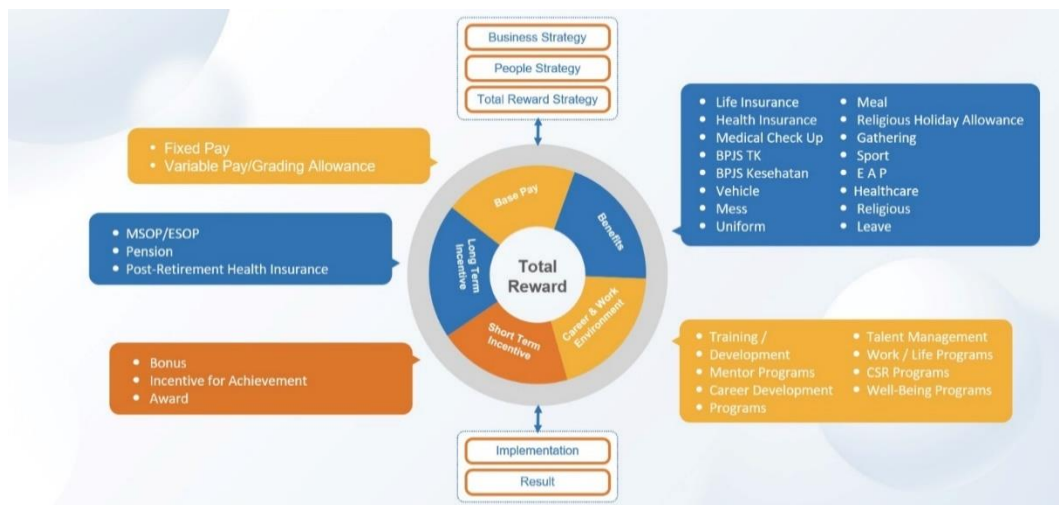 Business Strategy
People Strategy
Total Reward Strategy
Fixed Pay
Variable Pay/Grading Allowance
MSOP/ESOP
Pension
Post-Retirement Health Insurance
Bonus
Incentive for Achievement
Award
Base Pay
Benefits
Long Term
Incentive
Total
Reward
Short Term
Incentive
Career & Work
Environment
Life Insurance
Health Insurance
Medical Check Up
BPJS TK
BPJS Kesehatan
Vehicle
Mess
Uniform
Meal
Religious Holiday Allowance
Gathering
Sport
E A P
Healthcare
Religious
Leave
Training /
Development
Mentor Programs
Career Development
Programs
Talent Management
Work / Life Programs
CSR Programs
Well-Being Programs
Implementation
Result